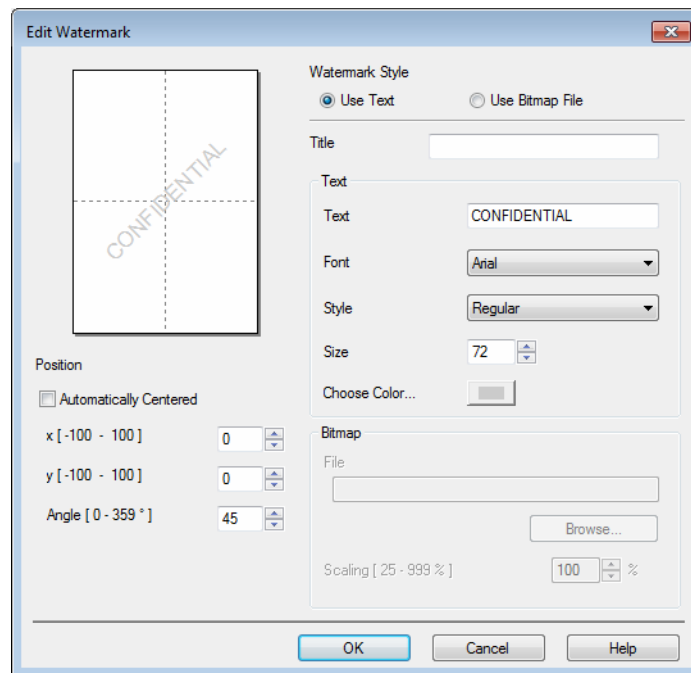 Edit Watermark
CONFIDENTIAL
Position
Automatically Centered
x [ -100 - 100 ] 0
y [ -100 - 100 ] 0
Angle [ 0 - 359 ° ] 45
Watermark Style
Use Text Use Bitmap File
Title
Text
Text CONFIDENTIAL
Font Arial
Style Regular
Size 72
Choose Color...
Bitmap
File
Browse...
Scaling [ 25 - 999 % ] 100 %
OK Cancel Help